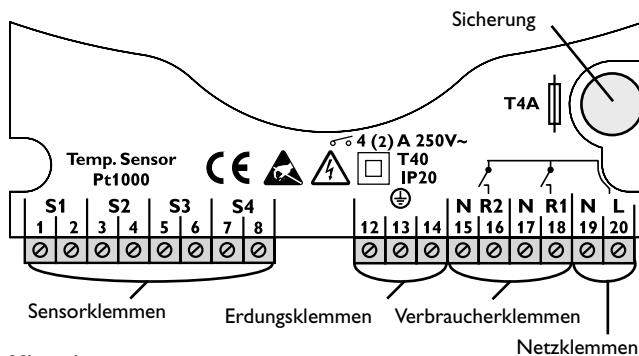 Sicherung
T4A
4 (2) A 250V~
Temp. Sensor
Pt1000
CE
T40
IP20
S1 S2 S3 S4 N R2 N R1 N L
1 2 3 4 5 6 7 8 12 13 14 15 16 17 18 19 20
Sensorklemmen
Erdungsklemmen
Verbraucherklemmen
Netzklemmen